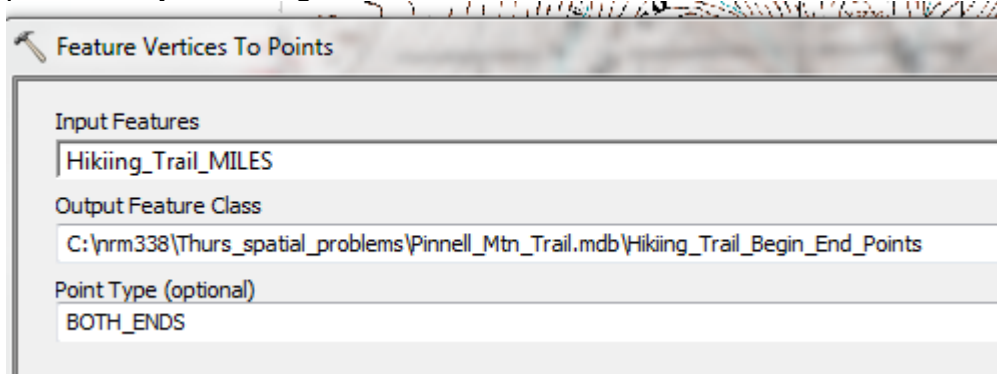 Feature Vertices To Points
Input Features
Hikiing_Trail_MILES
Output Feature Class
C:\nrm338\Thurs_spatial_problems\Pinnell_Mtn_Trail.mdb\Hikiing_Trail_Begin_End_Points
Point Type (optional)
BOTH_ENDS